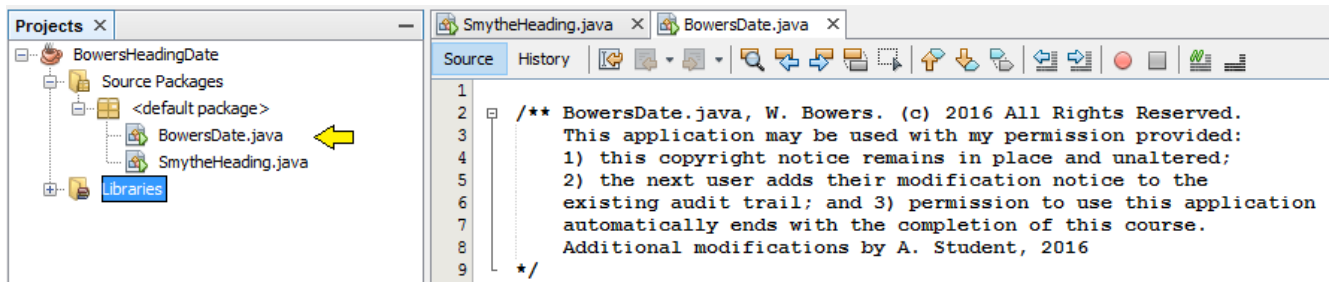 Projects
BowersHeadingDate
Source Packages
<default package>
BowersDate.java
SmytheHeading.java
Libraries
SmytheHeading.java BowersDate.java
Source History
1
2 /** BowersDate.java, W. Bowers. (c) 2016 All Rights Reserved.
3 This application may be used with my permission provided:
4 1) this copyright notice remains in place and unaltered;
5 2) the next user adds their modification notice to the
6 existing audit trail; and 3) permission to use this application
7 automatically ends with the completion of this course.
8 Additional modifications by A. Student, 2016
9 */